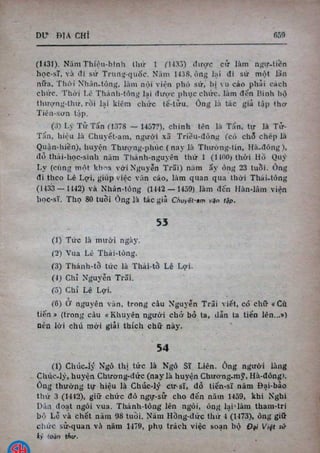 DƯ ĐỊA CHÍ 659
(1431). Năm Thiệu-bình thứ 1 (1435) được cử làm ngự-tiền
học-sĩ, và đi sứ Trung-quốc. Năm 1438, ông lại đi sứ một lần
nữa. Thời Nhân-tông, làm nội viện phó sứ, bị vu cáo phải cách
chức. Thời Lê Thánh-tông lại được phục chức, làm đến Binh bộ
thượng-thư, rồi lại kiêm chức tế-tửu. Ông là tác giả tập thơ
Tiên-sơn tập.
(5) Lý Tử Tấn (1378 — 1457?), chính tên là Tấn, tự là Tử-
Tấn, hiệu là Chuyết-am, người xã Triều-đông (có chỗ chép là
Quận-hiến), huyện Thượng-phúc (nay là Thường-tín, Hà-đông),
đỗ thái-học-sinh năm Thánh-nguyên thứ 1 (1400) thời Hồ Quý
Ly (cùng một khoa với Nguyễn Trãi) năm ấy ông 23 tuổi. Ông
đi theo Lê Lợi, giúp việc văn cáo, làm quan qua thời Thái-tông
(1433 — 1442) và Nhân-tông (1442 — 1459) làm đến Hàn-lâm viện
học-sĩ. Thọ 80 tuổi Ông là tác giả Chuyết-am văn tập.
53
(1) Tức là mười ngày.
(2) Vua Lê Thái-tông.
(3) Thánh-tổ tức là Thái-tổ Lê Lợi.
(4) Chỉ Nguyễn Trãi.
(5) Chỉ Lê Lợi.
(6) Ở nguyên văn, trong câu Nguyễn Trãi viết, có chữ « Cù
tiến » (trong câu « Khuyên người chớ bỏ ta, dẫn ta tiến lên...»)
nên lời chú mới giải thích chữ này.
54
(1) Chúc-lý Ngô thị tức là Ngô Sĩ Liên. Ông người làng
Chúc-lý, huyện Chương-đức (nay là huyện Chương-mỹ, Hà-đông).
Ông thường tự hiệu là Chúc-lý cư-sĩ, đỗ tiến-sĩ năm Đại-bảo
thứ 3 (1442), giữ chức đô ngự-sử cho đến năm 1459, khi Nghi
Dân đoạt ngôi vua. Thánh-tông lên ngôi, ông lại làm tham-tri
bộ Lễ và chết năm 98 tuổi. Năm Hồng-đức thứ 4 (1473), ông giữ
chức sử-quan và năm 1479, phụ trách việc soạn bộ Đại Việt sử
ký toàn thư.